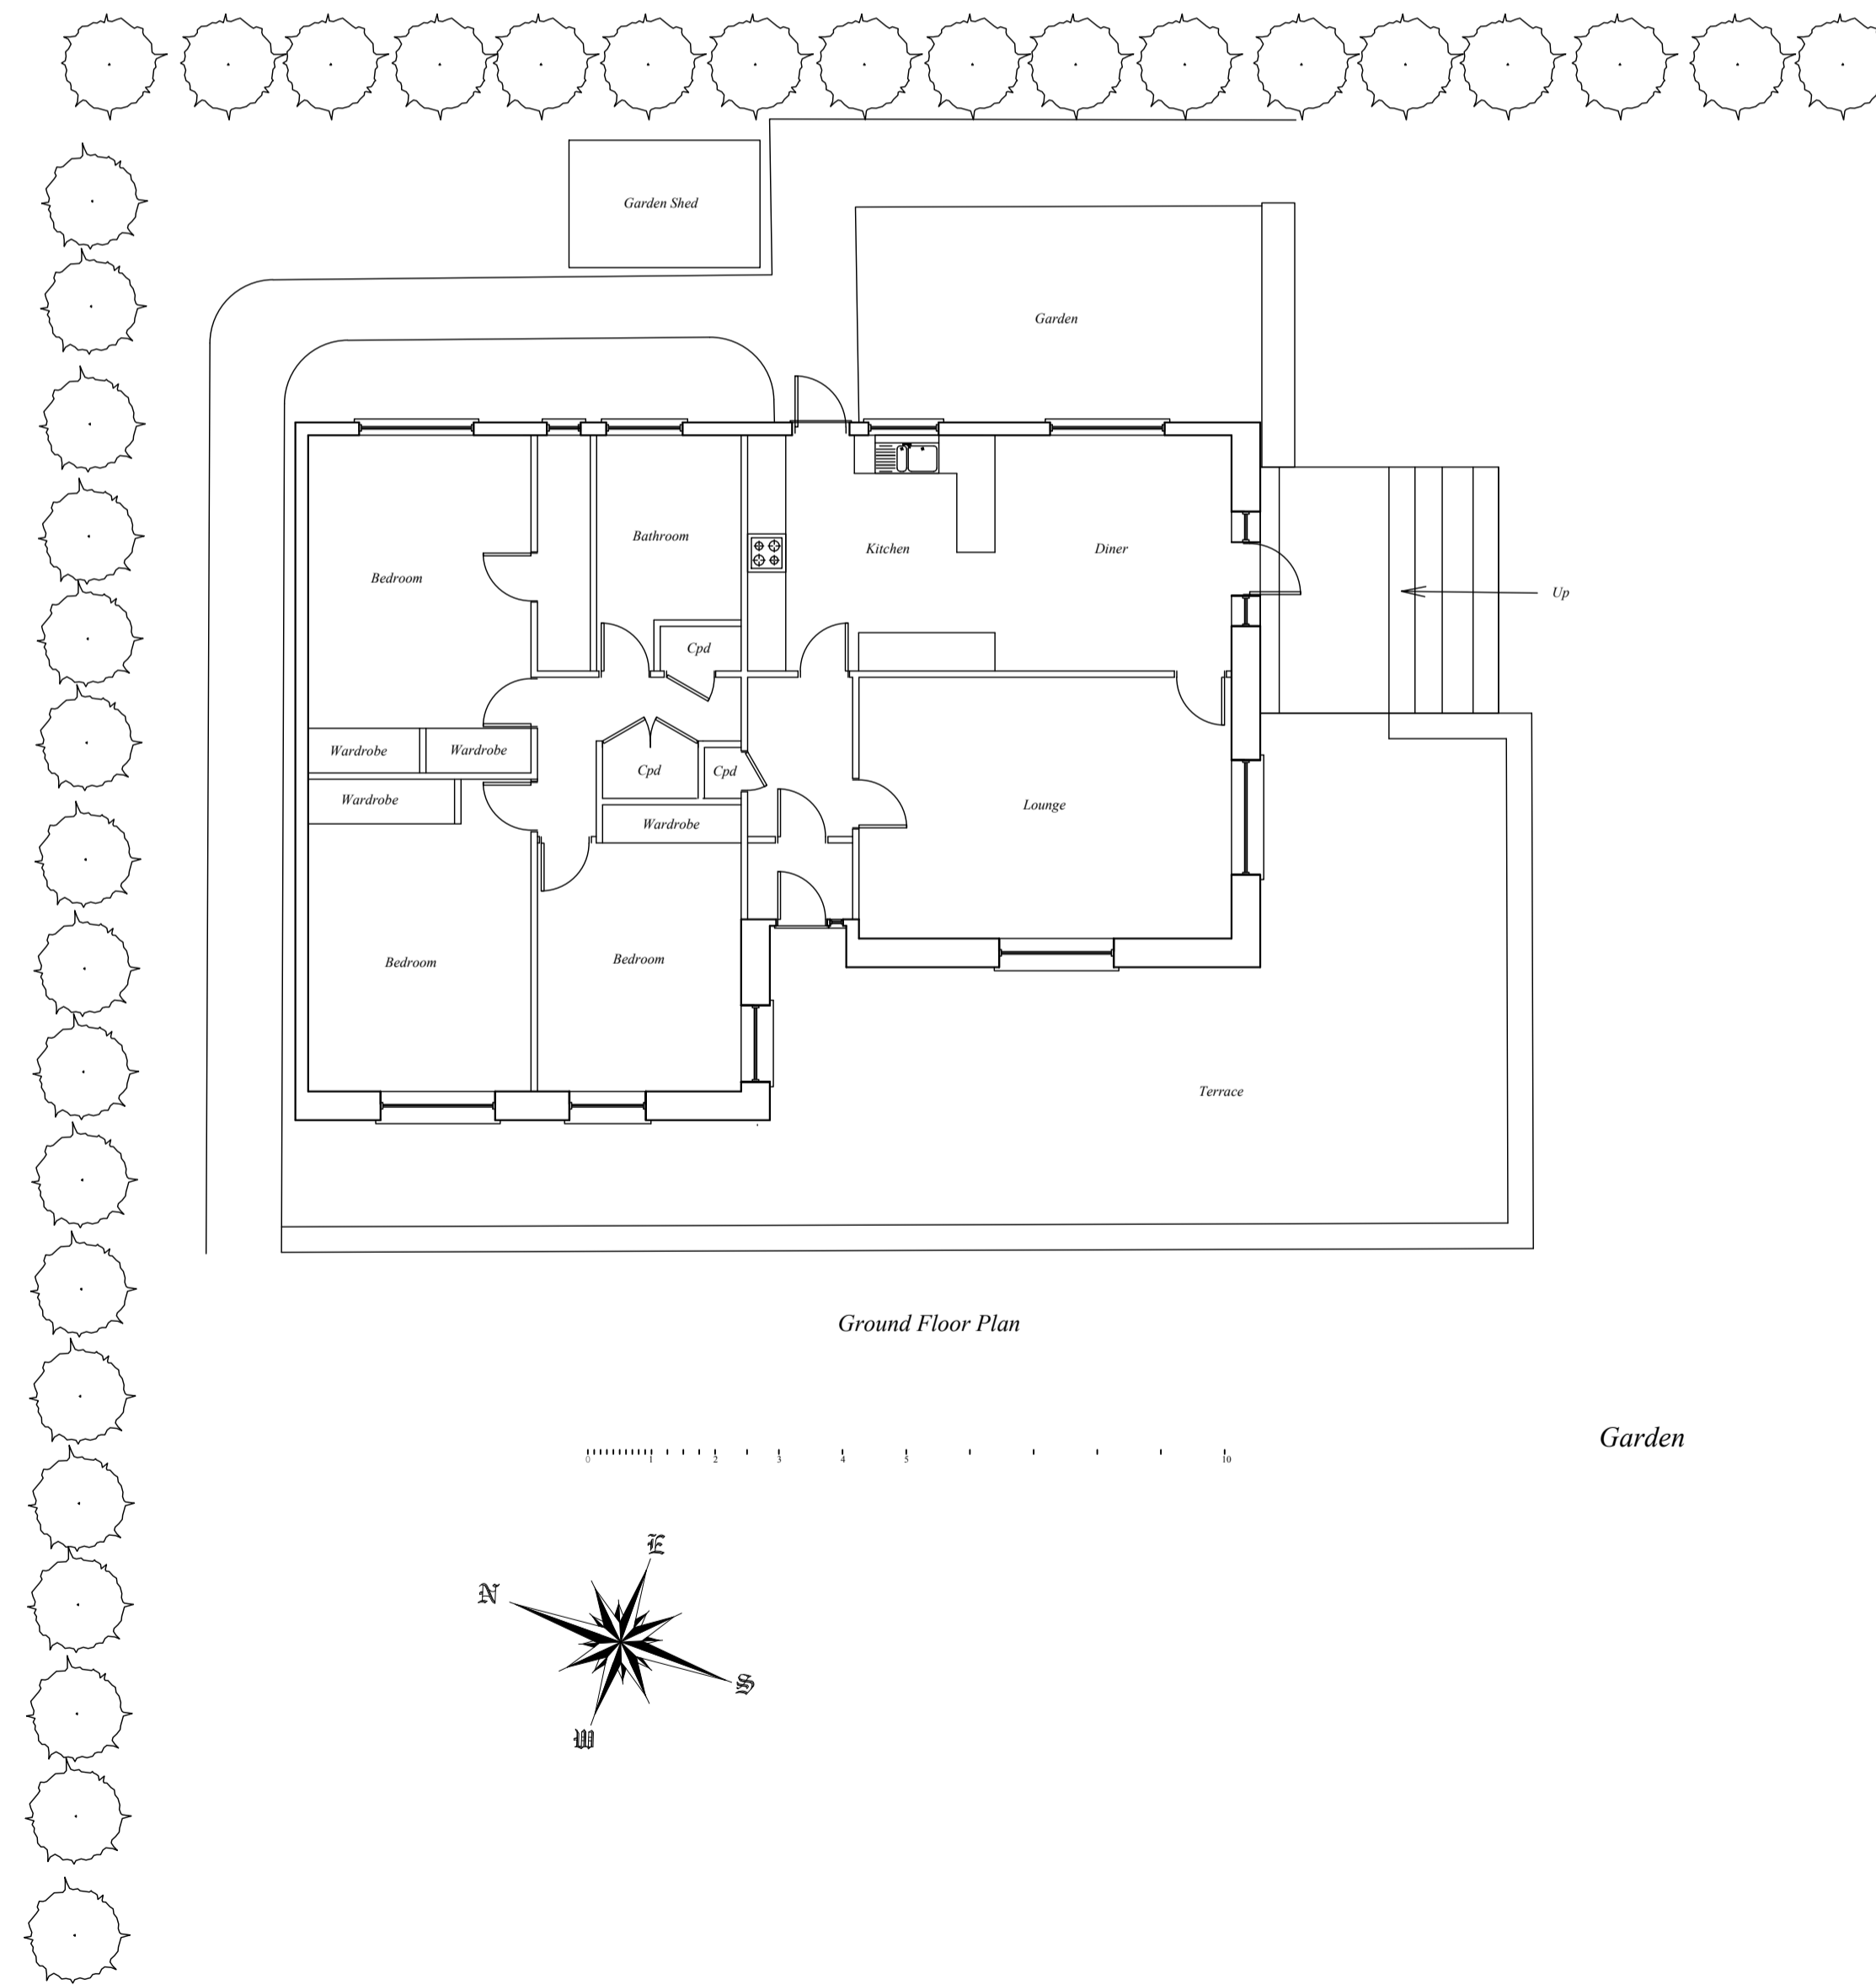 Garden Shed
Garden
Bathroom
Kitchen
Diner
Bedroom
Up
Cpd
Wardrobe
Wardrobe
Cpd
Cpd
Wardrobe
Lounge
Wardrobe
Bedroom
Bedroom
Terrace
Ground Floor Plan
Garden
0 1 2 3 4 5 10
E
N
S
W